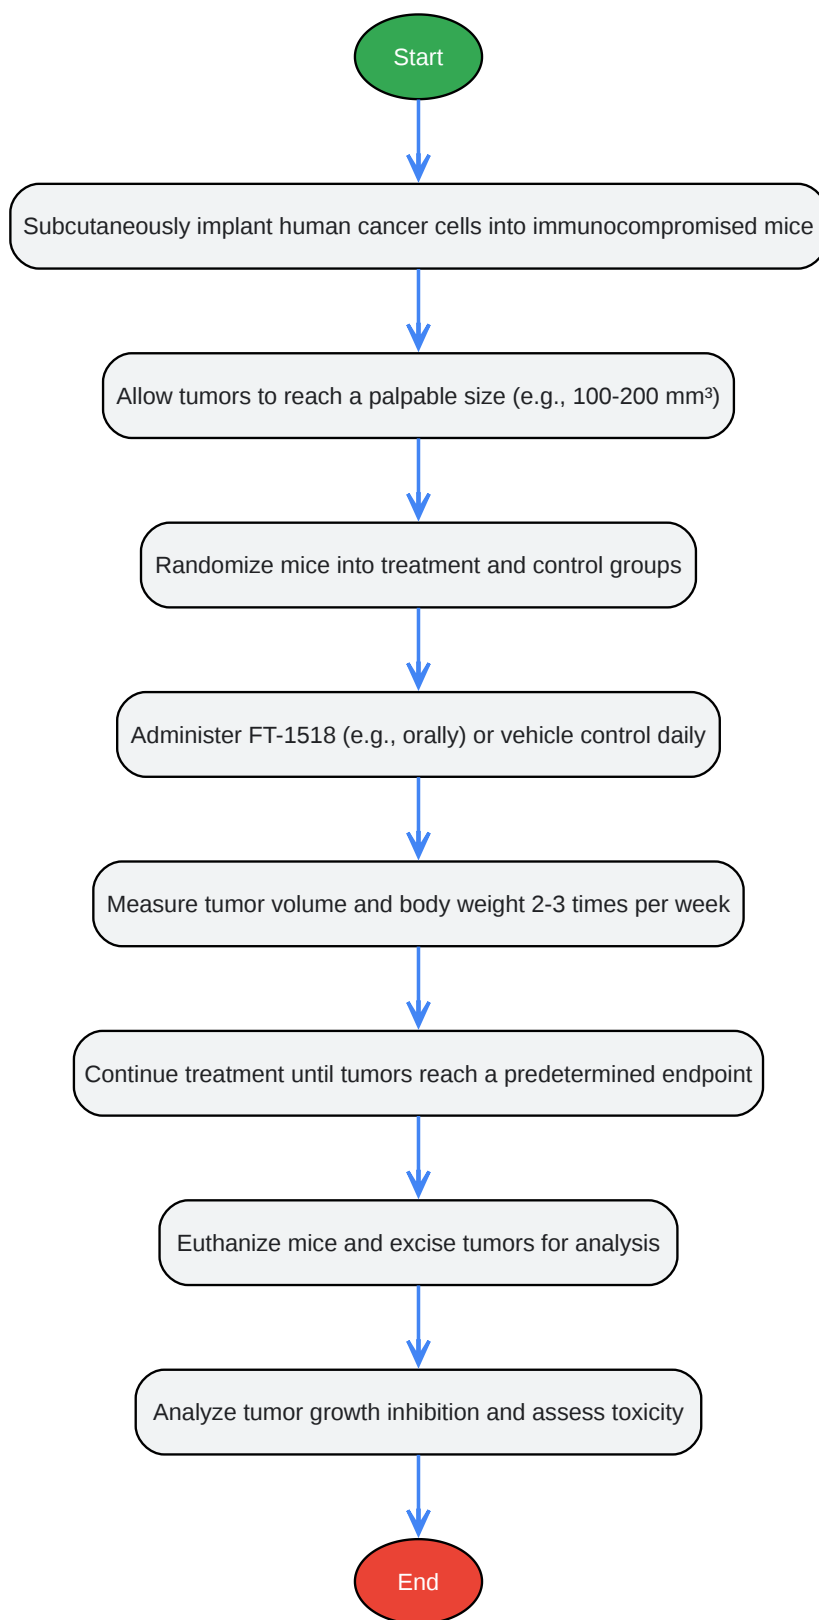 Start
Subcutaneously implant human cancer cells into immunocompromised mice
Allow tumors to reach a palpable size (e.g., 100-200 mm³)
Randomize mice into treatment and control groups
Administer FT-1518 (e.g., orally) or vehicle control daily
Measure tumor volume and body weight 2-3 times per week
Continue treatment until tumors reach a predetermined endpoint
Euthanize mice and excise tumors for analysis
Analyze tumor growth inhibition and assess toxicity
End